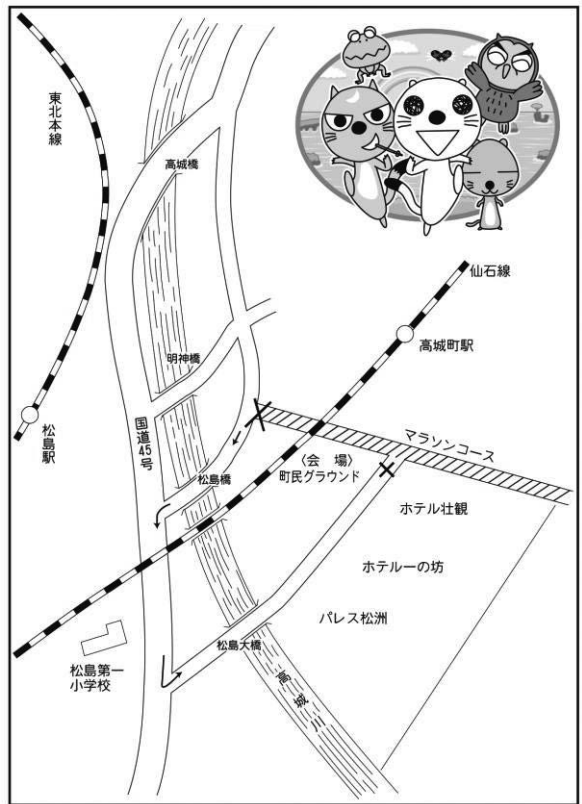 東北本線
高城橋
仙石線
高城町駅
明神橋
松島駅
国道45号
マラソンコース
〈会　場〉
町民グラウンド
松島橋
ホテル壮観
ホテル一の坊
パレス松洲
松島大橋
松島第一
小学校
高城川